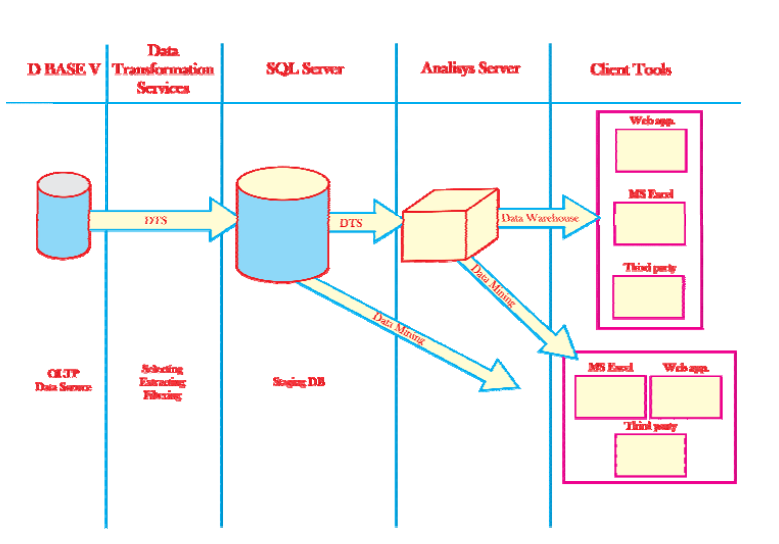 D BASE V
Data
Transformation
Services
SQL Server
Analisys Server
Client Tools
Web app.
MS Excel
Third party
DTS
DTS
Data Warehouse
Data Mining
Data Mining
OLTP
Data Source
Selecting
Extracting
Filtering
Staging DB
MS Excel
Web app.
Third party